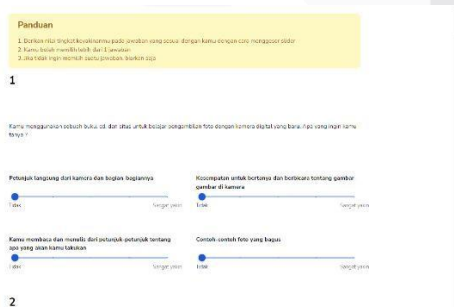 Panduan
1. Berikan nilai tingkat keyakinanmu pada jawaban yang sesuai dengan kamu dengan cara menggeser slider
2. Kamu boleh memilih lebih dari 1 jawaban
3. Jika tidak ingin memilih suatu jawaban, biarkan saja
1
Kamu menggunakan sebuah buku, cd, dan situs untuk belajar pengambilan foto dengan kamera digital yang baru. Apa yang ingin kamu
Petunjuk langsung dari kamera dan bagian-bagiannya
Kesempatan untuk bertanya dan berbicara tentang gambar
gambar di kamera
Tidak
Sangat yakin
Tidak
Sangat yakin
Kamu membaca dan menulis dari petunjuk-petunjuk tentang
apa yang akan kamu lakukan
Contoh-contoh foto yang bagus
Tidak
Sangat yakin
Tidak
Sangat yakin
2